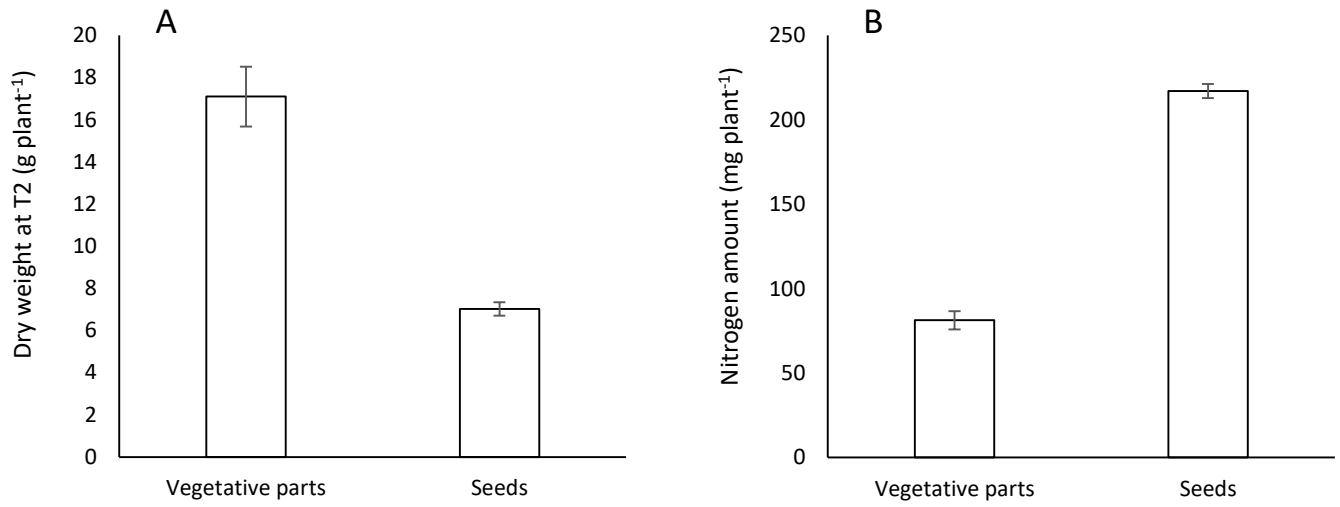 A
Dry weight at T2 (g plant⁻¹)
20
18
16
14
12
10
8
6
4
2
0
Vegetative parts
Seeds
B
Nitrogen amount (mg plant⁻¹)
250
200
150
100
50
0
Vegetative parts
Seeds